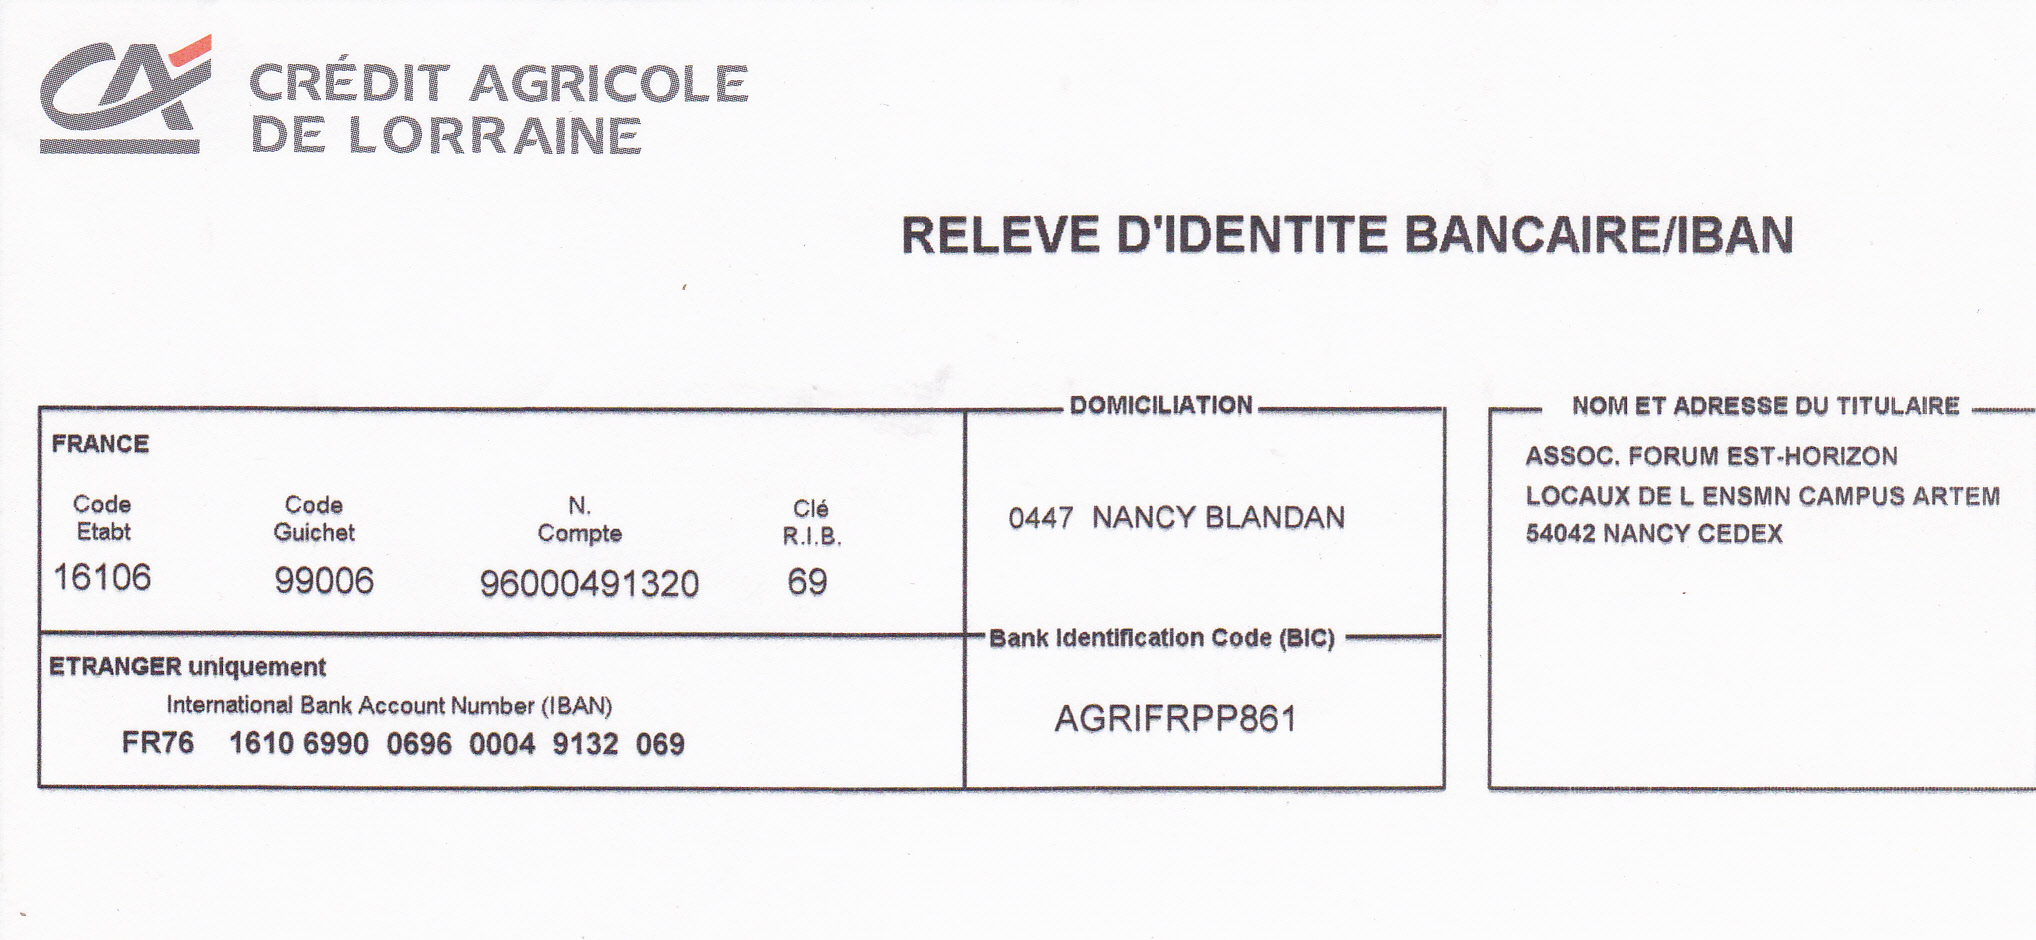 CRÉDIT AGRICOLE
DE LORRAINE
RELEVE D'IDENTITE BANCAIRE/IBAN
FRANCE
Code Etabt
Code Guichet
N. Compte
Clé R.I.B.
16106 99006 96000491320 69
DOMICILIATION
0447 NANCY BLANDAN
ETRANGER uniquement
International Bank Account Number (IBAN)
FR76 1610 6990 0696 0004 9132 069
Bank Identification Code (BIC)
AGRIFRPP861
NOM ET ADRESSE DU TITULAIRE
ASSOC. FORUM EST-HORIZON
LOCAUX DE L ENSMN CAMPUS ARTEM
54042 NANCY CEDEX